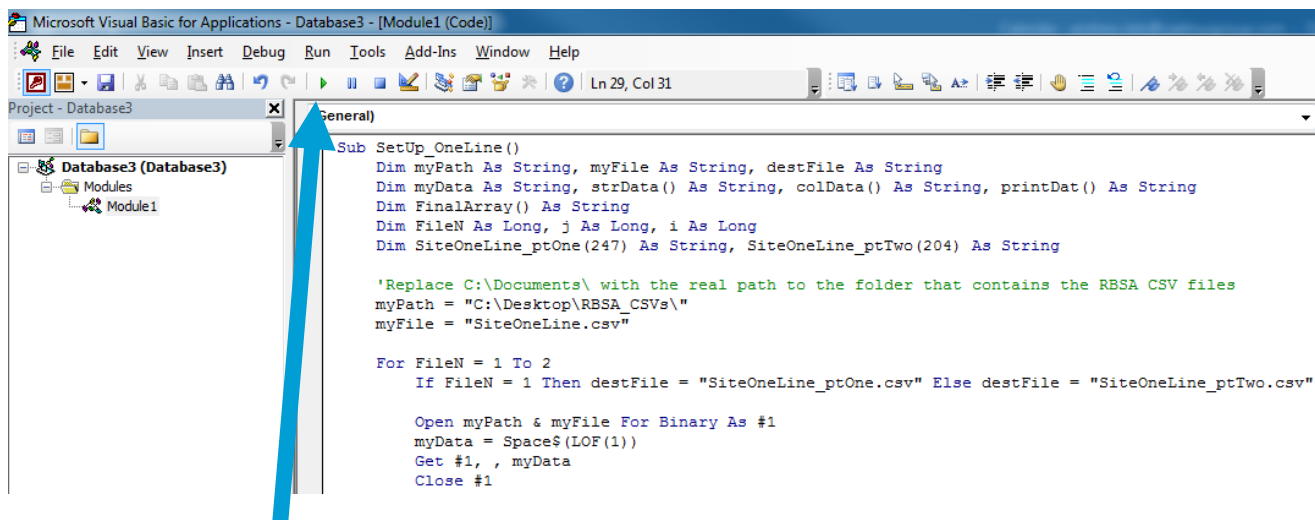 Microsoft Visual Basic for Applications - Database3 - [Module1 (Code)]
File Edit View Insert Debug Run Tools Add-Ins Window Help
Ln 29, Col 31
Project - Database3
General)
Database3 (Database3)
Modules
Module1
Sub SetUp_OneLine()
Dim myPath As String, myFile As String, destFile As String
Dim myData As String, strData() As String, colData() As String, printDat() As String
Dim FinalArray() As String
Dim FileN As Long, j As Long, i As Long
Dim SiteOneLine_ptOne(247) As String, SiteOneLine_ptTwo(204) As String
'Replace C:\Documents\ with the real path to the folder that contains the RBSA CSV files
myPath = "C:\Desktop\RBSA_CSVs\"
myFile = "SiteOneLine.csv"
For FileN = 1 To 2
If FileN = 1 Then destFile = "SiteOneLine_ptOne.csv" Else destFile = "SiteOneLine_ptTwo.csv"
Open myPath & myFile For Binary As #1
myData = Space$(LOF(1))
Get #1, , myData
Close #1